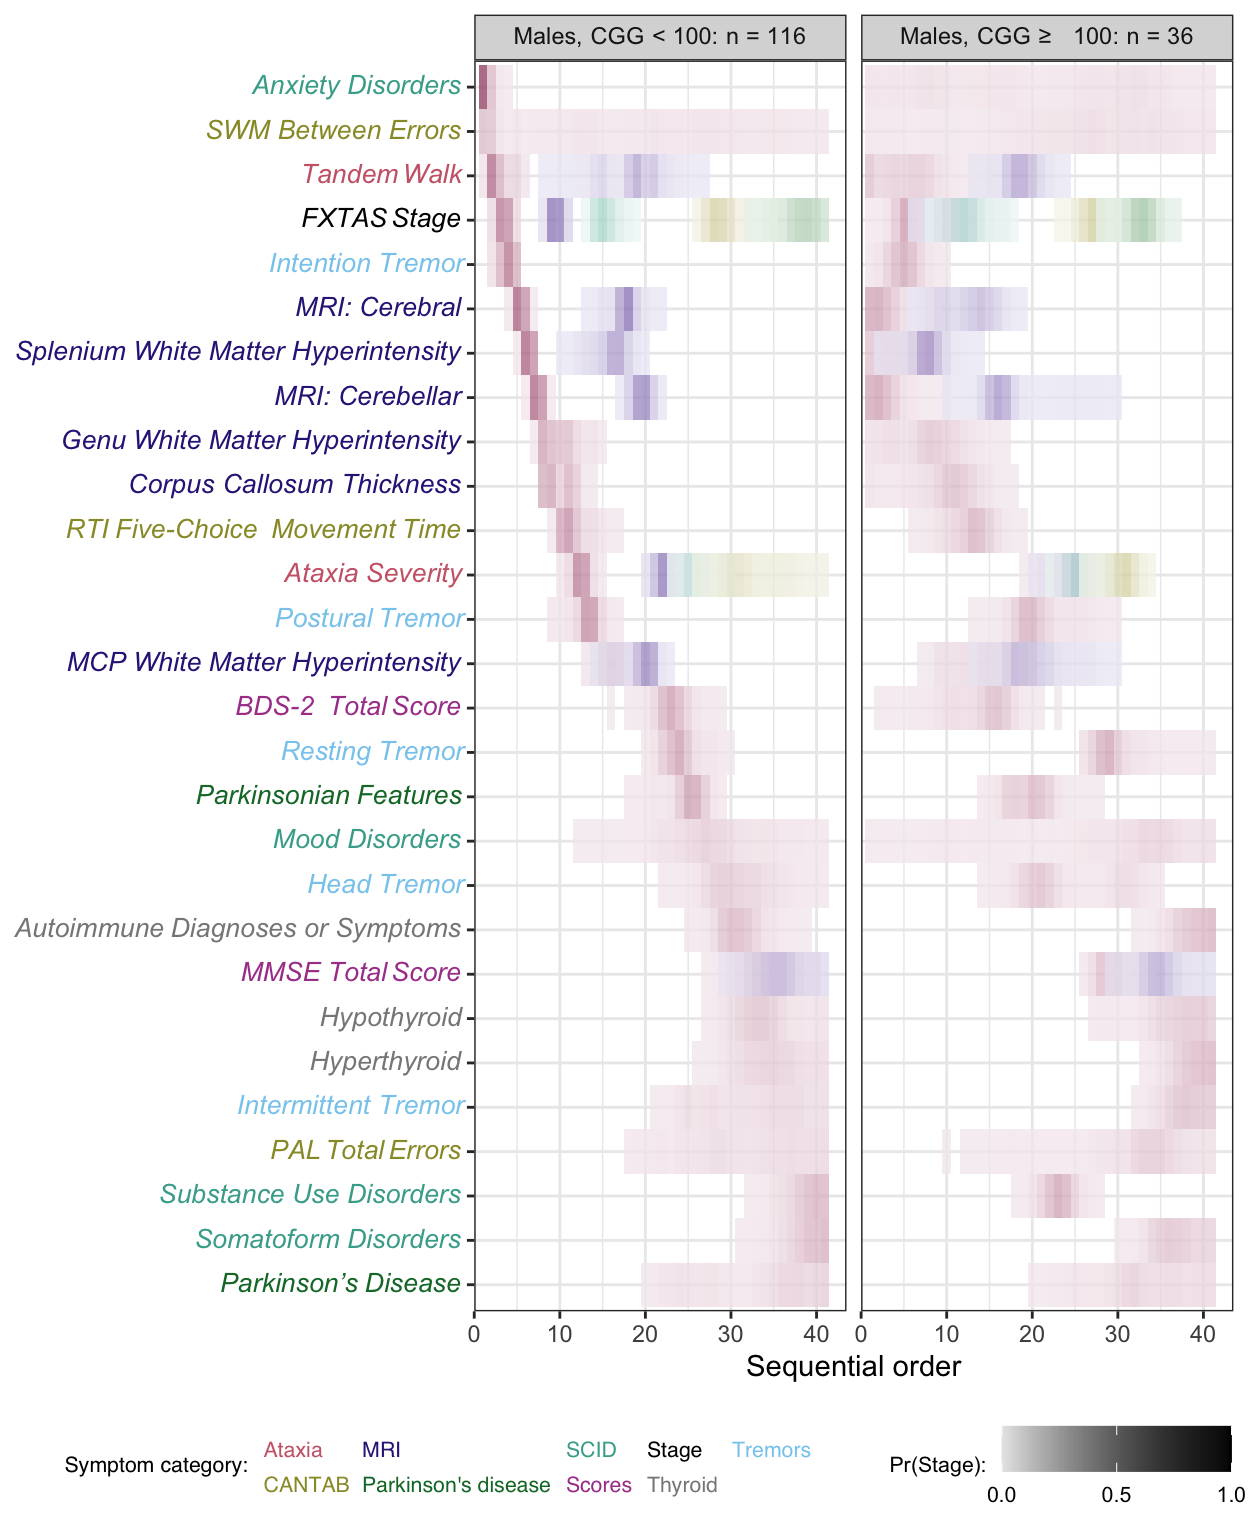 Males, CGG < 100: n = 116
Males, CGG ≥ 100: n = 36
Anxiety Disorders
SWM Between Errors
Tandem Walk
FXTAS Stage
Intention Tremor
MRI: Cerebral
Splenium White Matter Hyperintensity
MRI: Cerebellar
Genu White Matter Hyperintensity
Corpus Callosum Thickness
RTI Five-Choice Movement Time
Ataxia Severity
Postural Tremor
MCP White Matter Hyperintensity
BDS-2 Total Score
Resting Tremor
Parkinsonian Features
Mood Disorders
Head Tremor
Autoimmune Diagnoses or Symptoms
MMSE Total Score
Hypothyroid
Hyperthyroid
Intermittent Tremor
PAL Total Errors
Substance Use Disorders
Somatoform Disorders
Parkinson’s Disease
0 10 20 30 40 0 10 20 30 40
Sequential order
Symptom category:
Ataxia MRI SCID Stage Tremors
CANTAB Parkinson's disease Scores Thyroid
Pr(Stage):
0.0 0.5 1.0